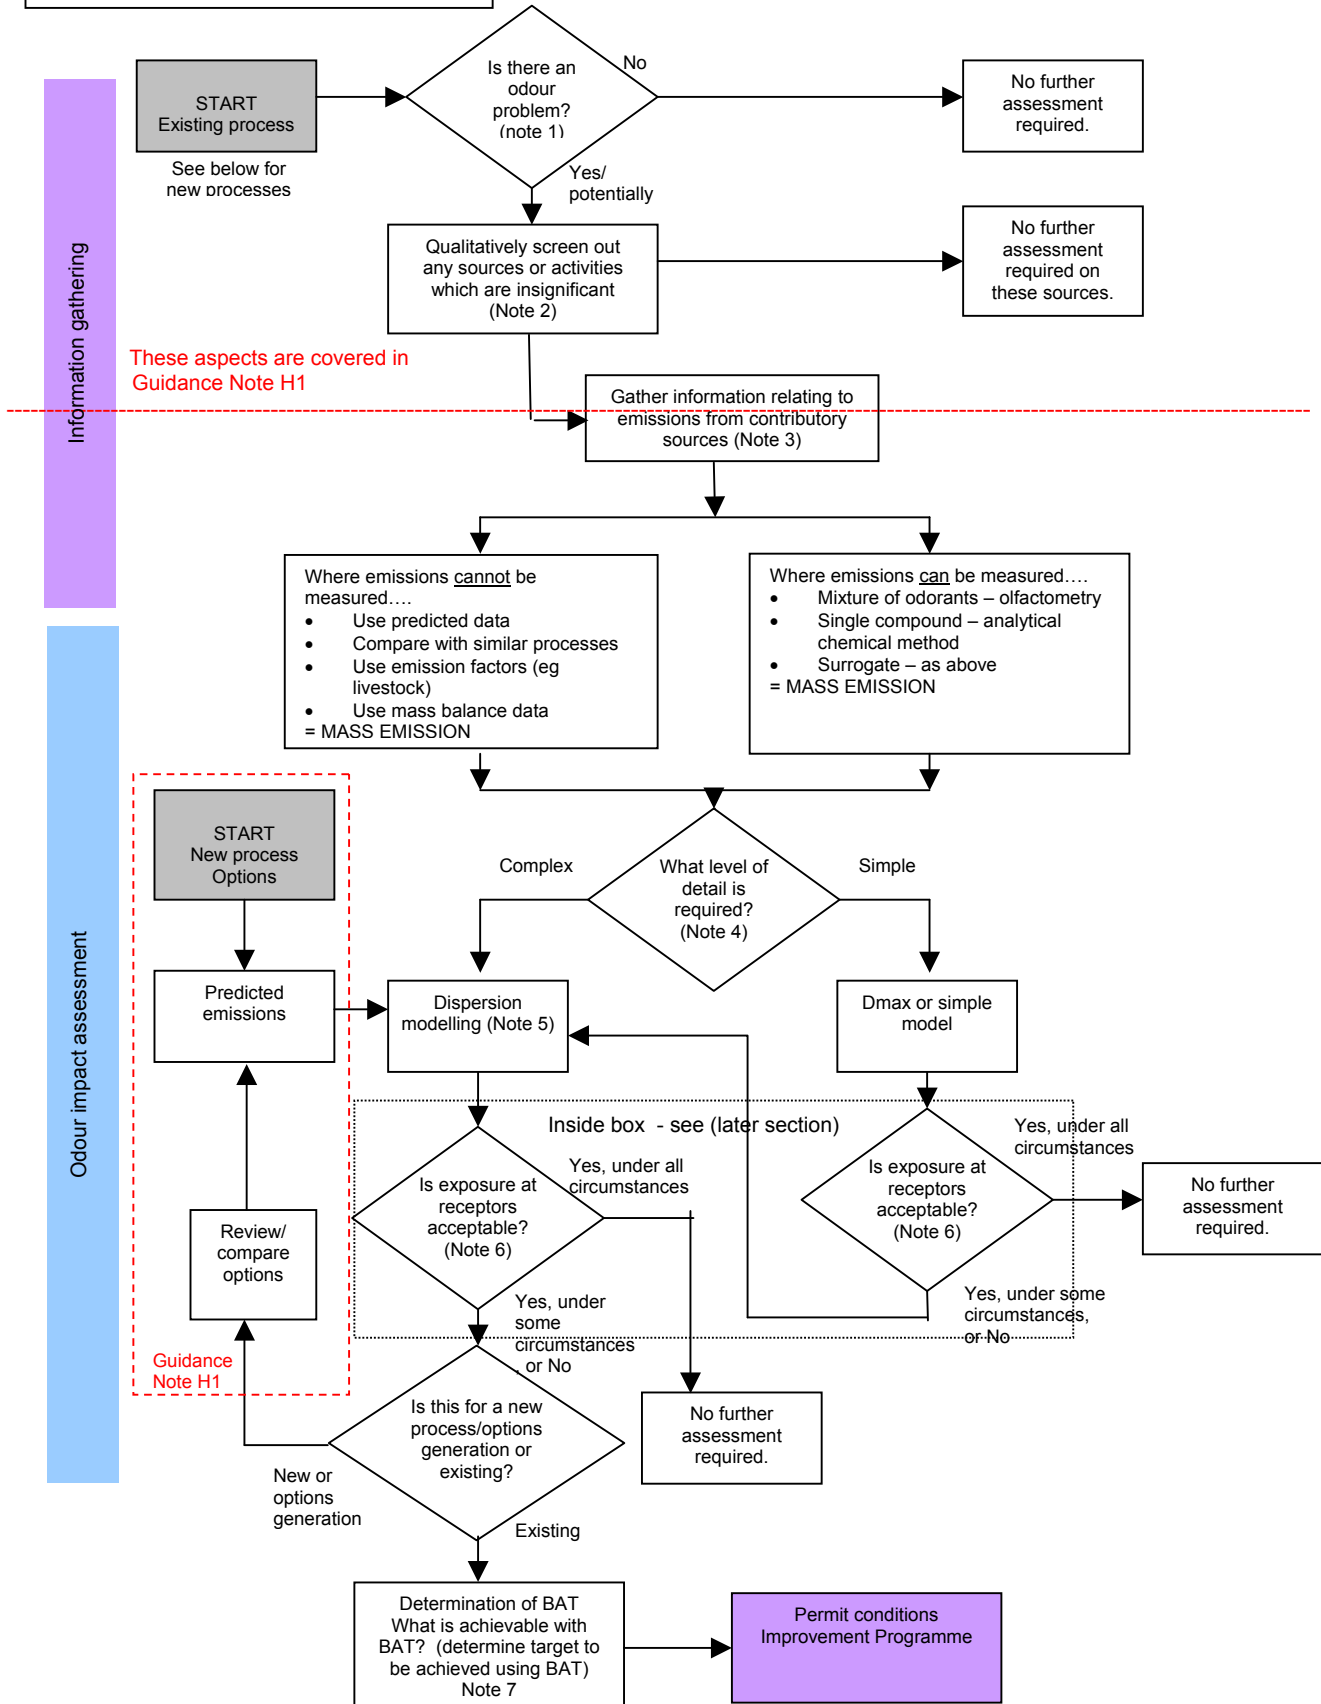 Is there an
odour
problem?
(note 1)
No
START
Existing process
No further
assessment
required.
See below for
new processes
Yes/
potentially
Qualitatively screen out
any sources or activities
which are insignificant
(Note 2)
No further
assessment
required on
these sources.
Information gathering
These aspects are covered in
Guidance Note H1
Gather information relating to
emissions from contributory
sources (Note 3)
Where emissions cannot be
measured….
• Use predicted data
• Compare with similar processes
• Use emission factors (eg
livestock)
• Use mass balance data
= MASS EMISSION
Where emissions can be measured….
• Mixture of odorants – olfactometry
• Single compound – analytical
chemical method
• Surrogate – as above
= MASS EMISSION
Odour impact assessment
START
New process
Options
Complex
What level of
detail is
required?
(Note 4)
Simple
Predicted
emissions
Dispersion
modelling (Note 5)
Dmax or simple
model
Inside box - see (later section)
Is exposure at
receptors
acceptable?
(Note 6)
Yes, under all
circumstances
Is exposure at
receptors
acceptable?
(Note 6)
Yes, under all
circumstances
No further
assessment
required.
Review/
compare
options
Yes, under
some
circumstances
, or No
Yes, under some
circumstances,
or No
Guidance
Note H1
Is this for a new
process/options
generation or
existing?
No further
assessment
required.
New or
options
generation
Existing
Determination of BAT
What is achievable with
BAT? (determine target to
be achieved using BAT)
Note 7
Permit conditions
Improvement Programme